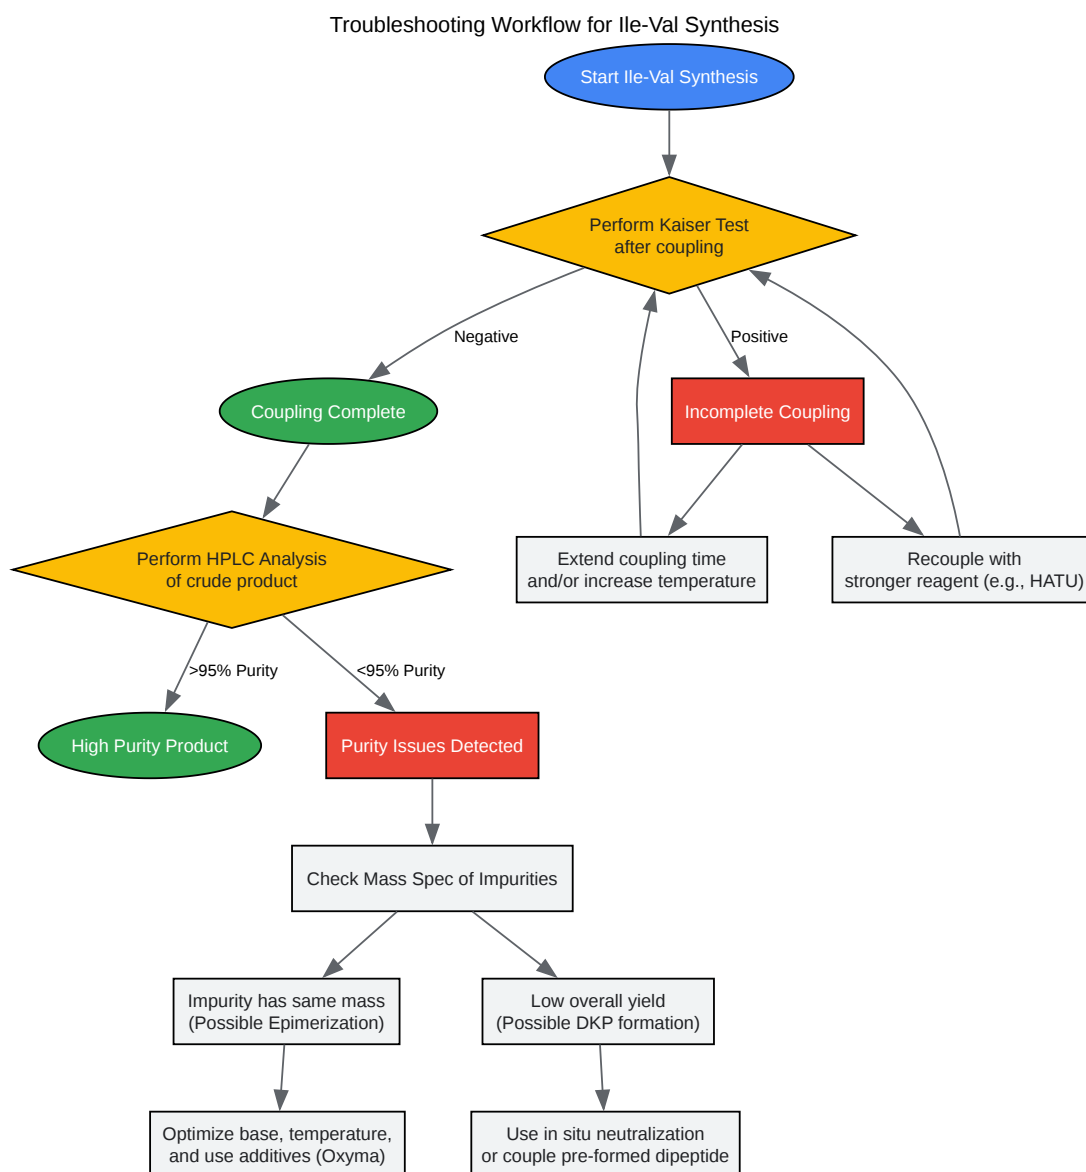 Troubleshooting Workflow for Ile-Val Synthesis
Start Ile-Val Synthesis
Perform Kaiser Test
after coupling
Negative
Positive
Coupling Complete
Incomplete Coupling
Perform HPLC Analysis
of crude product
Extend coupling time
and/or increase temperature
Recouple with
stronger reagent (e.g., HATU)
>95% Purity
<95% Purity
High Purity Product
Purity Issues Detected
Check Mass Spec of Impurities
Impurity has same mass
(Possible Epimerization)
Low overall yield
(Possible DKP formation)
Optimize base, temperature,
and use additives (Oxyma)
Use in situ neutralization
or couple pre-formed dipeptide